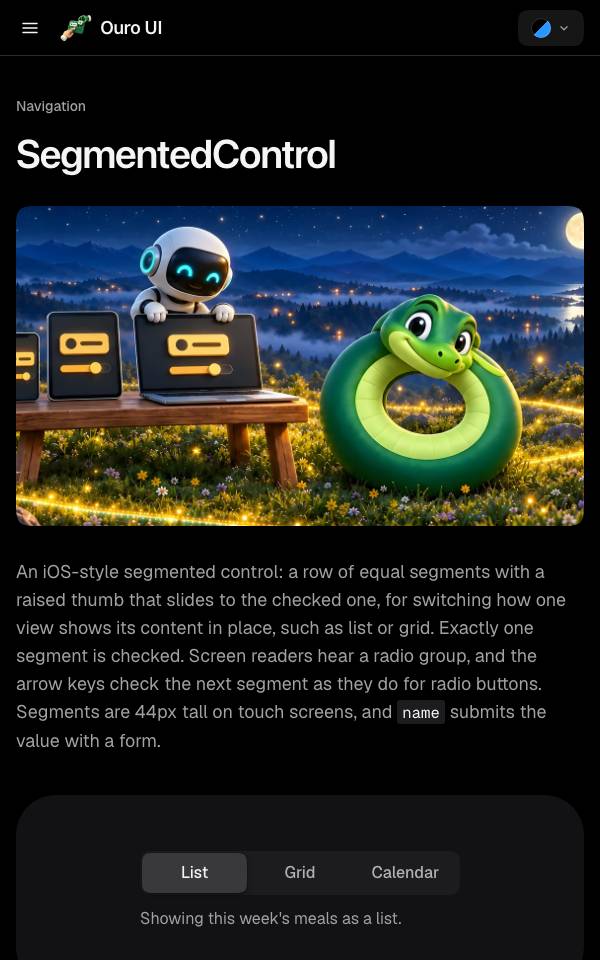 Ouro UI
Navigation
SegmentedControl
An iOS-style segmented control: a row of equal segments with a
raised thumb that slides to the checked one, for switching how one
view shows its content in place, such as list or grid. Exactly one
segment is checked. Screen readers hear a radio group, and the
arrow keys check the next segment as they do for radio buttons.
Segments are 44px tall on touch screens, and name submits the
value with a form.
List Grid Calendar
Showing this week's meals as a list.